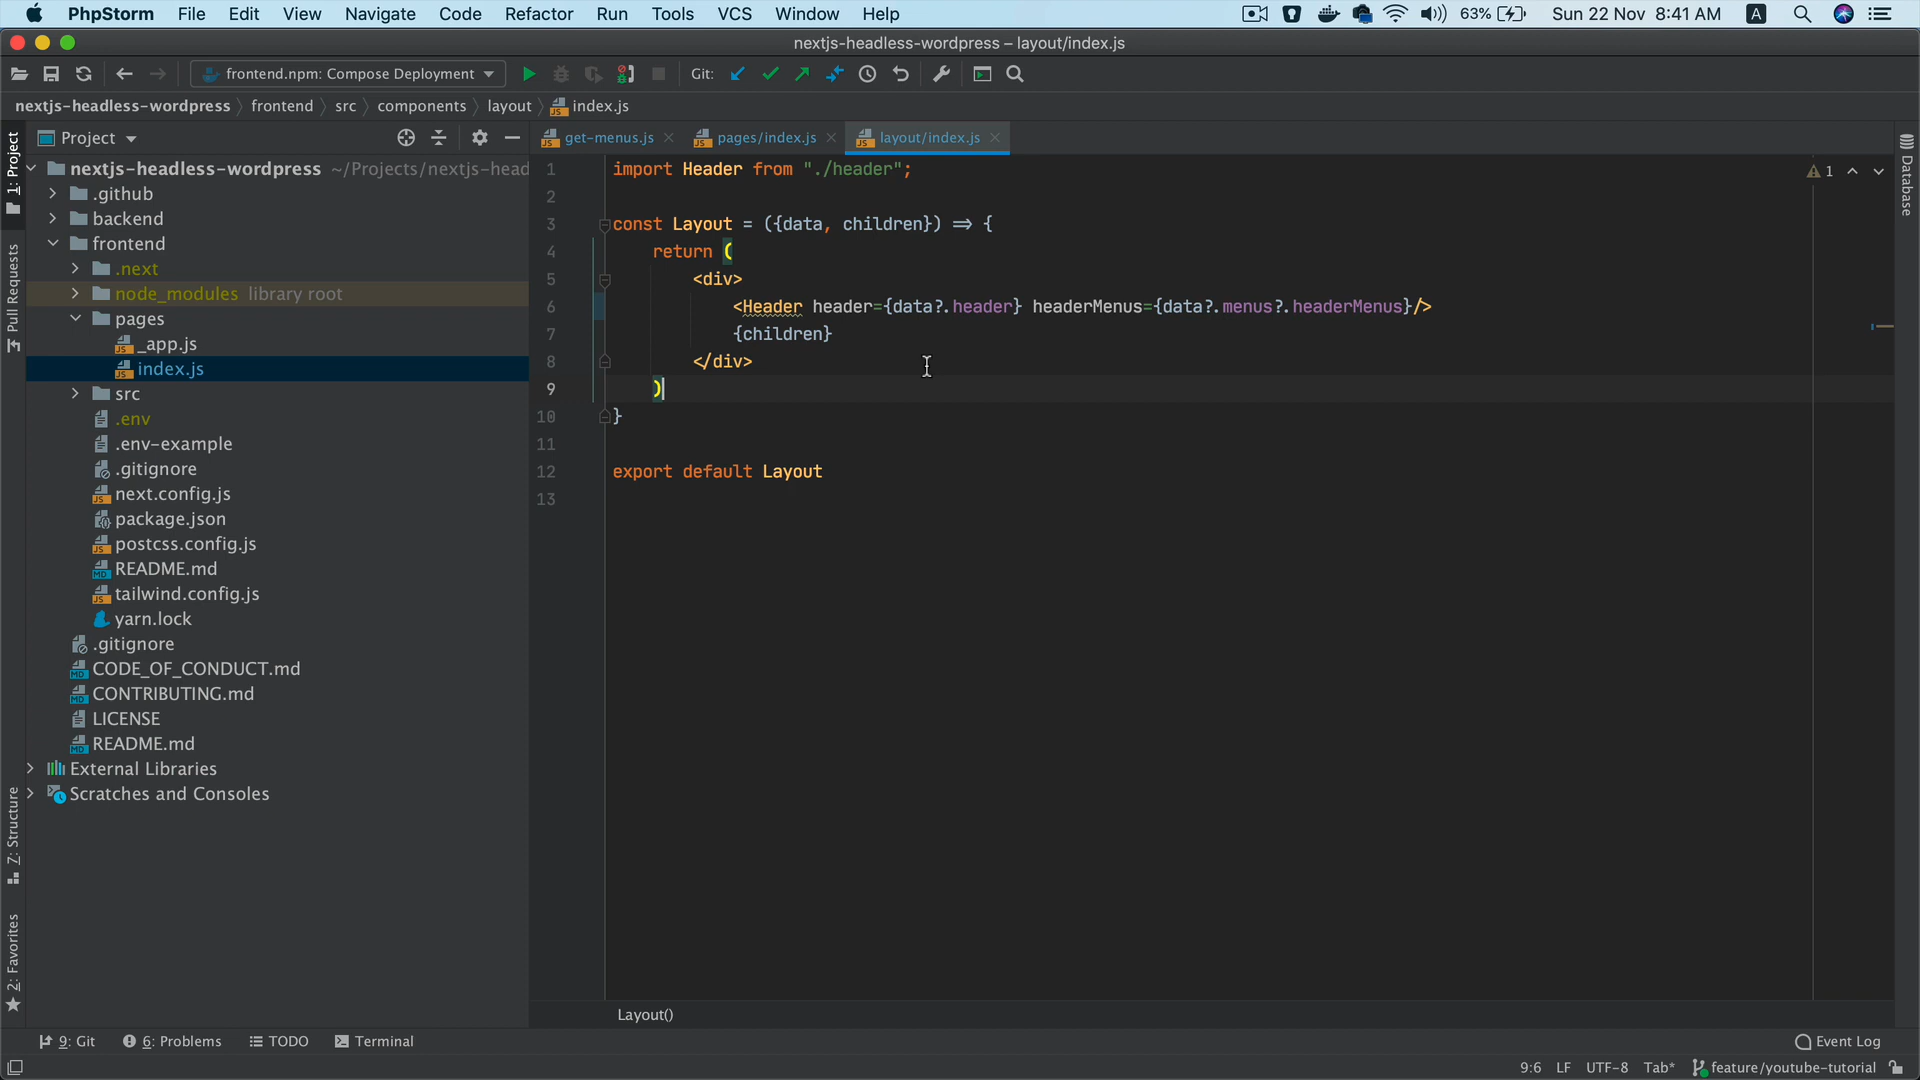 PhpStorm File Edit View Navigate Code Refactor Run Tools VCS Window Help 63% Sun 22 Nov 8:41 AM A
nextjs-headless-wordpress – layout/index.js
frontend.npm: Compose Deployment Git:
nextjs-headless-wordpress frontend src components layout index.js
Project
get-menus.js pages/index.js layout/index.js
1: Project
Pull Requests
7: Structure
2: Favorites
nextjs-headless-wordpress ~/Projects/nextjs-head
.github
backend
frontend
.next
node_modules library root
pages
_app.js
index.js
src
.env
.env-example
.gitignore
next.config.js
package.json
postcss.config.js
README.md
tailwind.config.js
yarn.lock
.gitignore
CODE_OF_CONDUCT.md
CONTRIBUTING.md
LICENSE
README.md
External Libraries
Scratches and Consoles
1 import Header from "./header";
2
3 const Layout = ({data, children}) => {
4 return (
5 <div>
6 <Header header={data?.header} headerMenus={data?.menus?.headerMenus}/>
7 {children}
8 </div>
9 )
10 }
11
12 export default Layout
13
1
Database
Layout()
9: Git 6: Problems TODO Terminal Event Log
9:6 LF UTF-8 Tab* feature/youtube-tutorial